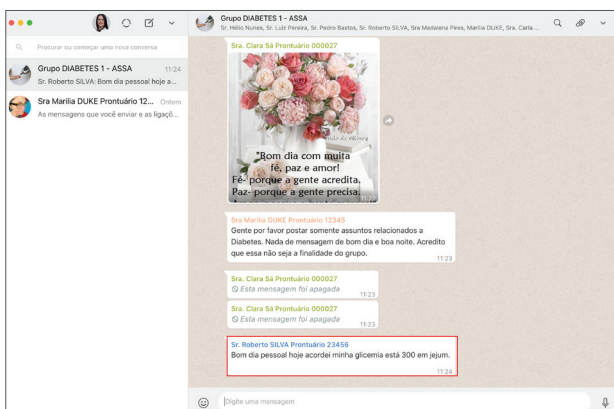 Grupo DIABETES 1 - ASSA
Sr. Hélio Nunes, Sr. Luiz Pereira, Sr. Pedro Bastos, Sr. Roberto SILVA, Sra Madalena Pires, Marilia DUKE, Sra. Carla ...
Procurar ou começar uma nova conversa
Grupo DIABETES 1 - ASSA 11:24
Sr. Roberto SILVA: Bom dia pessoal hoje a...
Sra Marilia DUKE Prontuário 12... Ontem
As mensagens que você enviar e as ligaçõ...
Sra. Clara Sá Prontuário 000027
"Bom dia com muita
fé, paz e amor!
Fé- porque a gente acredita.
Paz- porque a gente precisa.
11:22
Sra Marilia DUKE Prontuário 12345
Gente por favor postar somente assuntos relacionados a
Diabetes. Nada de mensagem de bom dia e boa noite. Acredito
que essa não seja a finalidade do grupo.
11:23
Sra. Clara Sá Prontuário 000027
Esta mensagem foi apagada
11:23
Sra. Clara Sá Prontuário 000027
Esta mensagem foi apagada
11:23
Sr. Roberto SILVA Prontuário 23456
Bom dia pessoal hoje acordei minha glicemia está 300 em jejum.
11:24
Digite uma mensagem